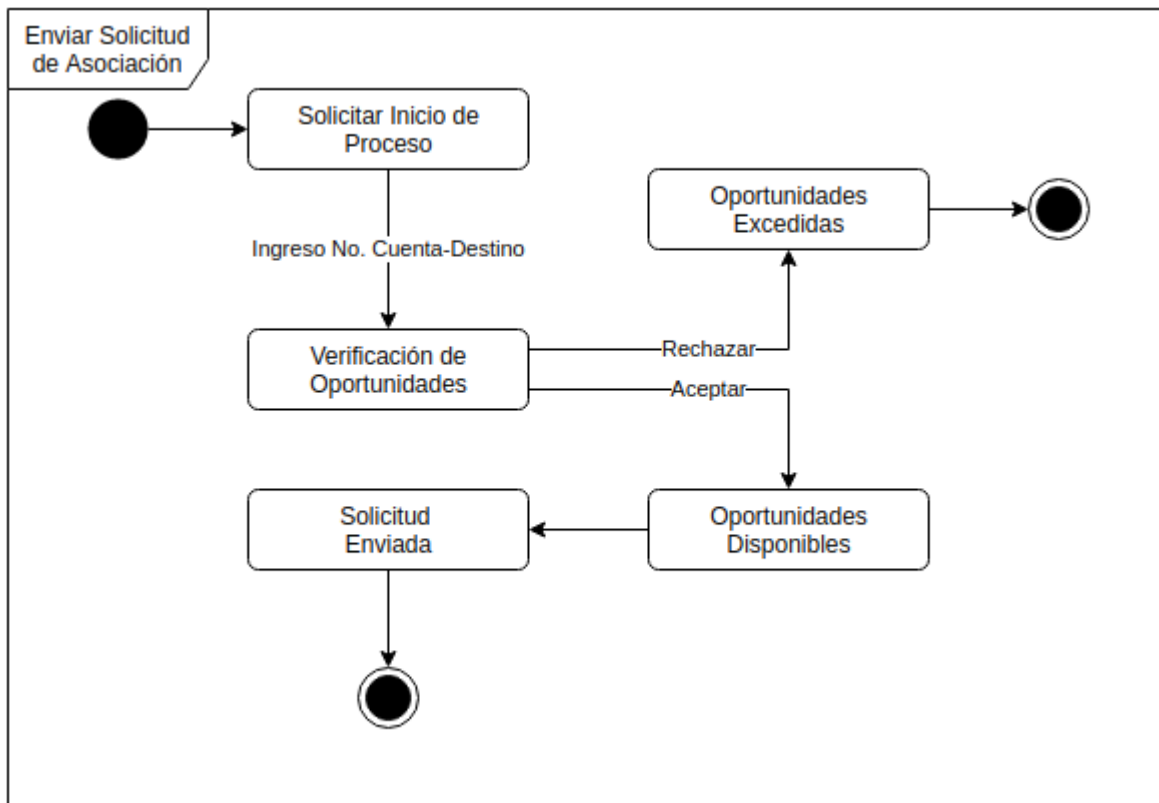 Enviar Solicitud
de Asociación
Solicitar Inicio de
Proceso
Oportunidades
Excedidas
Ingreso No. Cuenta-Destino
Verificación de
Oportunidades
Rechazar
Aceptar
Solicitud
Enviada
Oportunidades
Disponibles